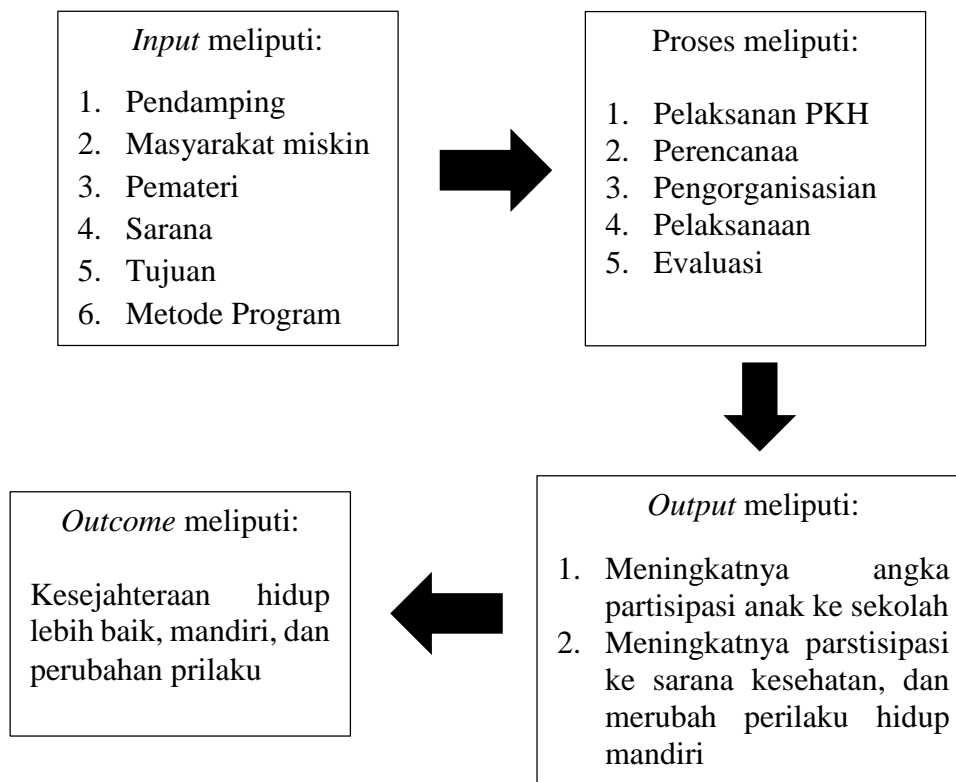 Input meliputi:
1. Pendamping
2. Masyarakat miskin
3. Pemateri
4. Sarana
5. Tujuan
6. Metode Program
Proses meliputi:
1. Pelaksanan PKH
2. Perencanaa
3. Pengorganisasian
4. Pelaksanaan
5. Evaluasi
Output meliputi:
1. Meningkatnya angka
partisipasi anak ke sekolah
2. Meningkatnya parstisipasi
ke sarana kesehatan, dan
merubah perilaku hidup
mandiri
Outcome meliputi:
Kesejahteraan hidup
lebih baik, mandiri, dan
perubahan prilaku